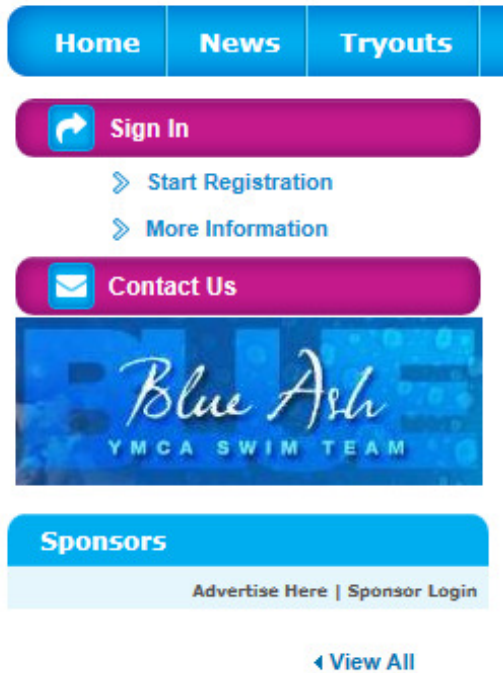 Home News Tryouts
Sign In
Start Registration
More Information
Contact Us
BLUE
Blue Ash
YMCA SWIM TEAM
Sponsors
Advertise Here | Sponsor Login
View All